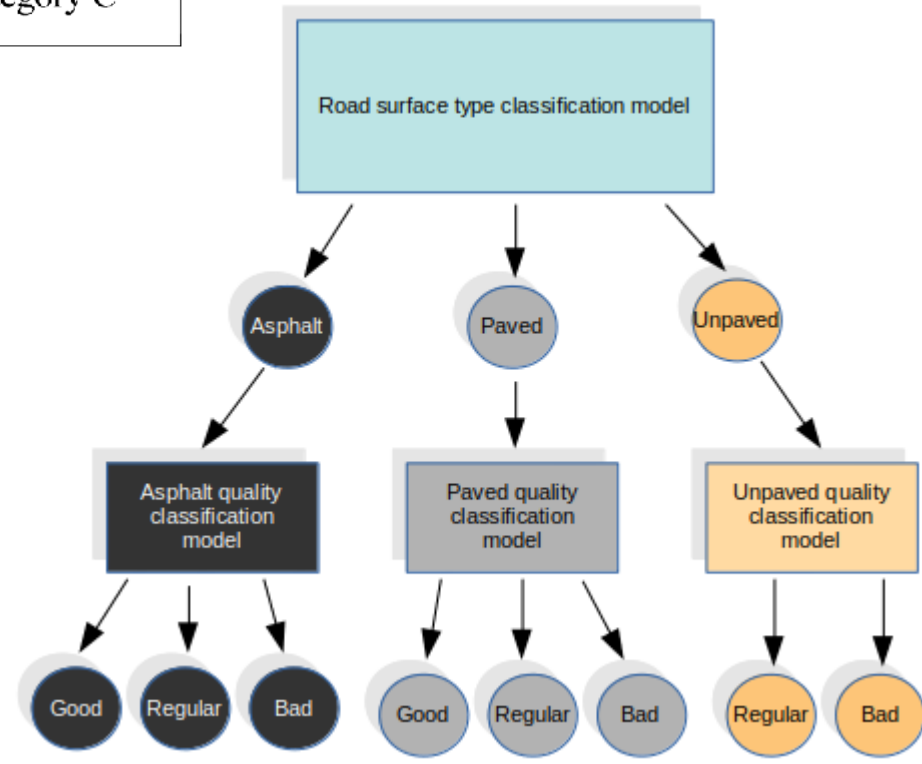 egory C
Road surface type classification model
Asphalt
Paved
Unpaved
Asphalt quality
classification
model
Paved quality
classification
model
Unpaved quality
classification
model
Good
Regular
Bad
Good
Regular
Bad
Regular
Bad